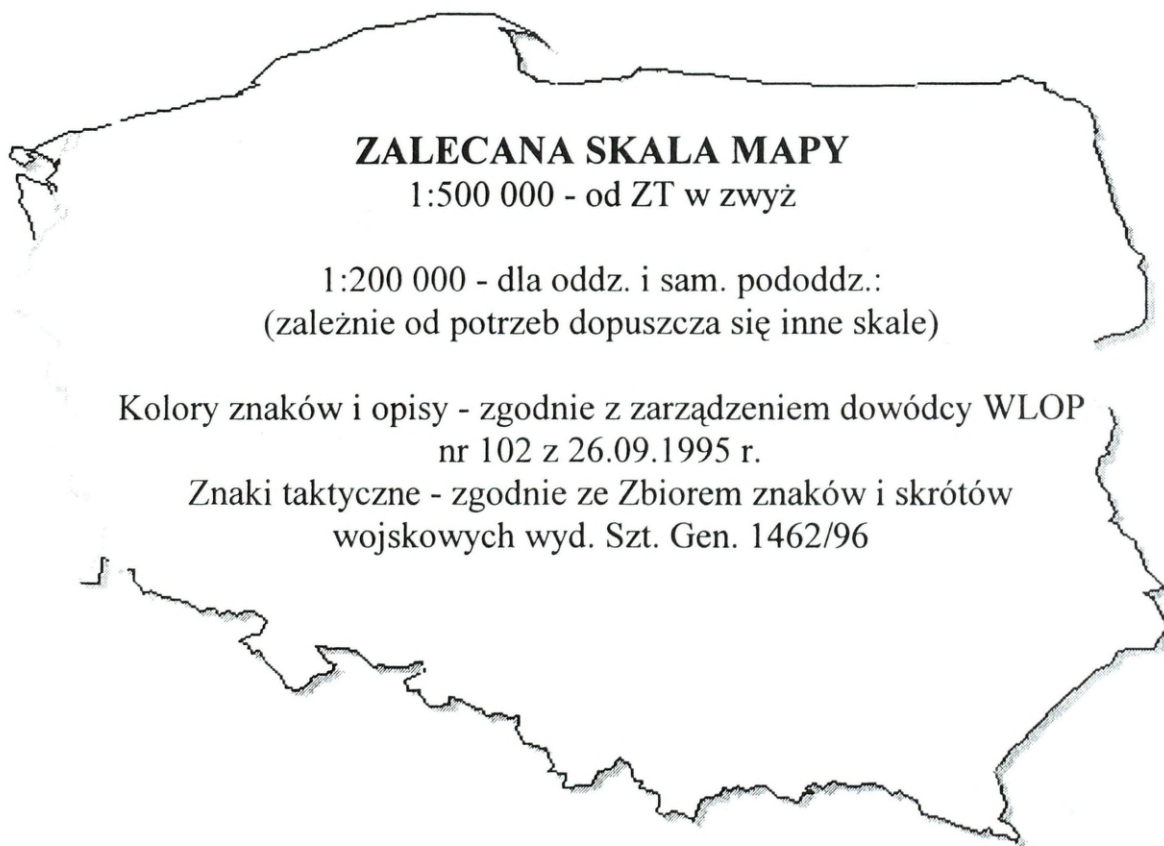 ZALECANA SKALA MAPY
1:500 000 - od ZT w zwyż
1:200 000 - dla oddz. i sam. pododdz.:
(zależnie od potrzeb dopuszcza się inne skale)
Kolory znaków i opisy - zgodnie z zarządzeniem dowódcy WLOP
nr 102 z 26.09.1995 r.
Znaki taktyczne - zgodnie ze Zbiorem znaków i skrótów
wojskowych wyd. Szt. Gen. 1462/96